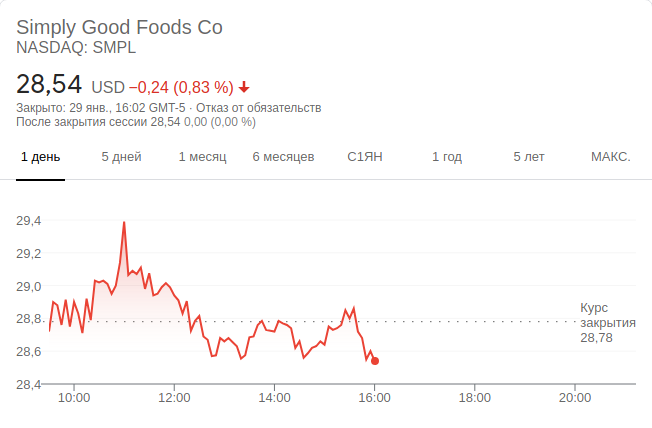 Simply Good Foods Co
NASDAQ: SMPL
28,54 USD −0,24 (0,83 %)
Закрыто: 29 янв., 16:02 GMT-5 · Отказ от обязательств
После закрытия сессии 28,54 0,00 (0,00 %)
1 день 5 дней 1 месяц 6 месяцев С1ЯН 1 год 5 лет МАКС.
29,4
29,2
29,0
28,8
28,6
28,4
Курс
закрытия
28,78
10:00 12:00 14:00 16:00 18:00 20:00